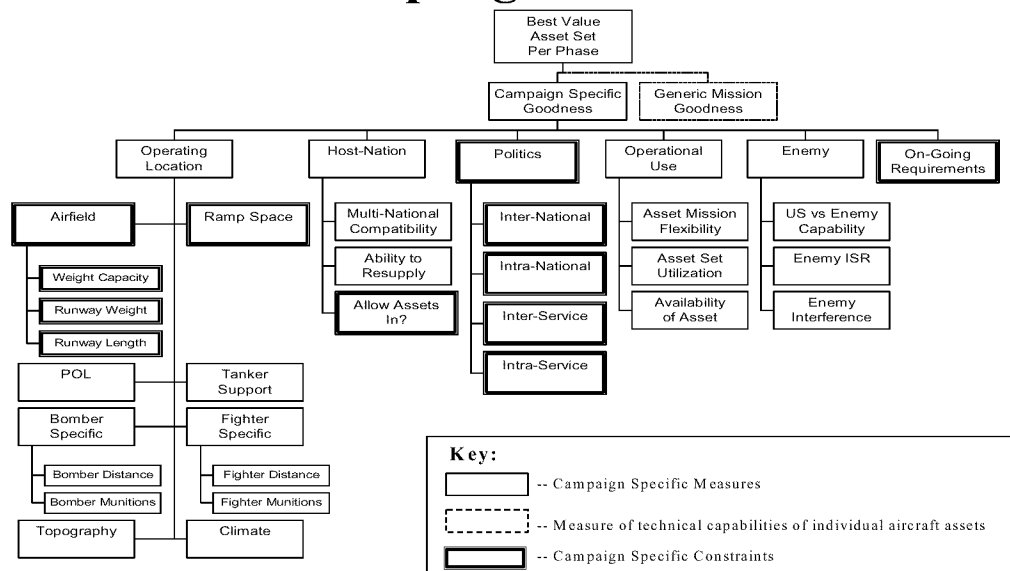 Best Value
Asset Set
Per Phase
Campaign Specific
Goodness
Generic Mission
Goodness
Operating
Location
Host-Nation
Politics
Operational
Use
Enemy
On-Going
Requirements
Airfield
Ramp Space
Weight Capacity
Runway Weight
Runway Length
POL
Tanker
Support
Bomber
Specific
Fighter
Specific
Bomber Distance
Bomber Munitions
Fighter Distance
Fighter Munitions
Topography
Climate
Multi-National
Compatibility
Ability to
Resupply
Allow Assets
In?
Inter-National
Intra-National
Inter-Service
Intra-Service
Asset Mission
Flexibility
Asset Set
Utilization
Availability
of Asset
US vs Enemy
Capability
Enemy ISR
Enemy
Interference
Key:
-- Campaign Specific Measures
-- Measure of technical capabilities of individual aircraft assets
-- Campaign Specific Constraints